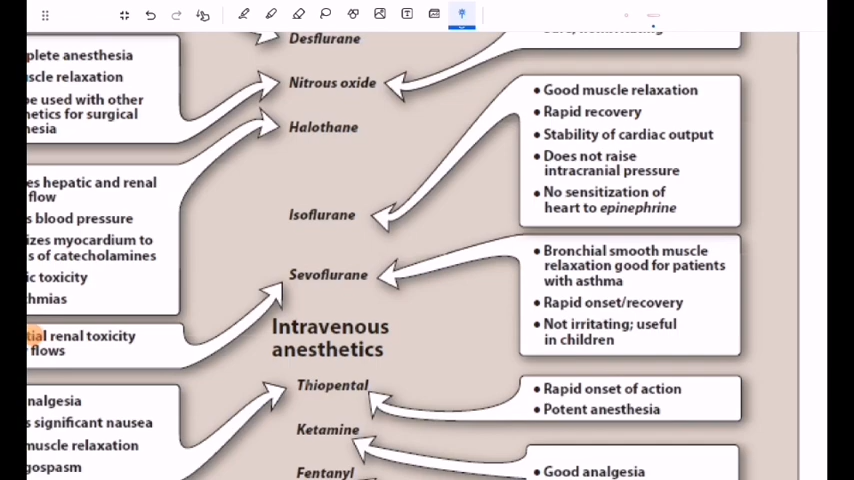 Desflurane
plete anesthesia
uscle relaxation
be used with other
netics for surgical
nesia
Nitrous oxide
Halothane
• Good muscle relaxation
• Rapid recovery
• Stability of cardiac output
• Does not raise
intracranial pressure
• No sensitization of
heart to epinephrine
es hepatic and renal
flow
s blood pressure
izes myocardium to
s of catecholamines
ic toxicity
thmias
Isoflurane
Sevoflurane
• Bronchial smooth muscle
relaxation good for patients
with asthma
• Rapid onset/recovery
• Not irritating; useful
in children
tial renal toxicity
flows
Intravenous
anesthetics
Thiopental
• Rapid onset of action
• Potent anesthesia
nalgesia
s significant nausea
muscle relaxation
gospasm
Ketamine
• Good analgesia
Fentanyl